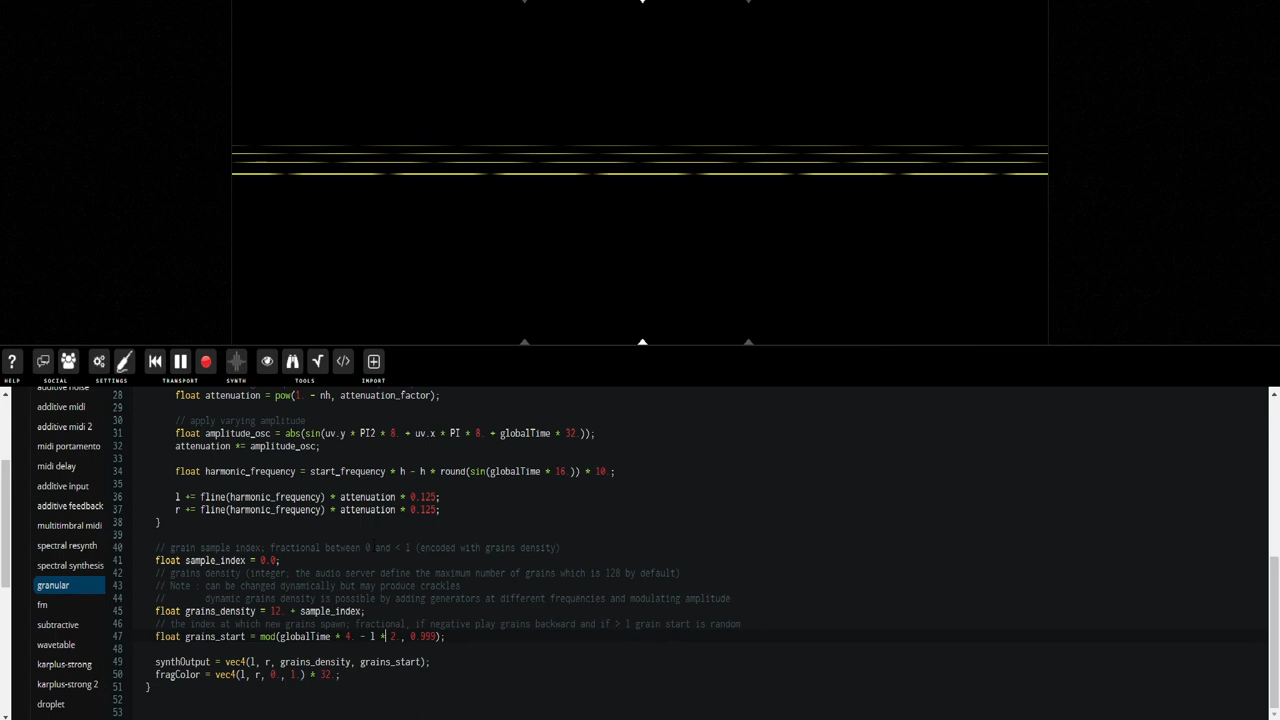 HELP
SOCIAL
SETTINGS
TRANSPORT
SYNTH
TOOLS
IMPORT
additive noise
additive midi
additive midi 2
midi portamento
midi delay
additive input
additive feedback
multitimbral midi
spectral resynth
spectral synthesis
granular
fm
subtractive
wavetable
karplus-strong
karplus-strong 2
droplet
28 float attenuation = pow(1. - nh, attenuation_factor);
29
30 // apply varying amplitude
31 float amplitude_osc = abs(sin(uv.y * PI2 * 8. + uv.x * PI * 8. + globalTime * 32.));
32 attenuation *= amplitude_osc;
33
34 float harmonic_frequency = start_frequency * h - h * round(sin(globalTime * 16.)) * 10.;
35
36 l += fline(harmonic_frequency) * attenuation * 0.125;
37 r += fline(harmonic_frequency) * attenuation * 0.125;
38 }
39
40 // grain sample index; fractional between 0 and < 1 (encoded with grains density)
41 float sample_index = 0.0;
42 // grains density (integer; the audio server define the maximum number of grains which is 128 by default)
43 // Note : can be changed dynamically but may produce crackles
44 // dynamic grains density is possible by adding generators at different frequencies and modulating amplitude
45 float grains_density = 12. + sample_index;
46 // the index at which new grains spawn; fractional, if negative play grains backward and if > 1 grain start is random
47 float grains_start = mod(globalTime * 4. - l * 2., 0.999);
48
49 synthOutput = vec4(l, r, grains_density, grains_start);
50 fragColor = vec4(l, r, 0., 1.) * 32.;
51 }
52
53